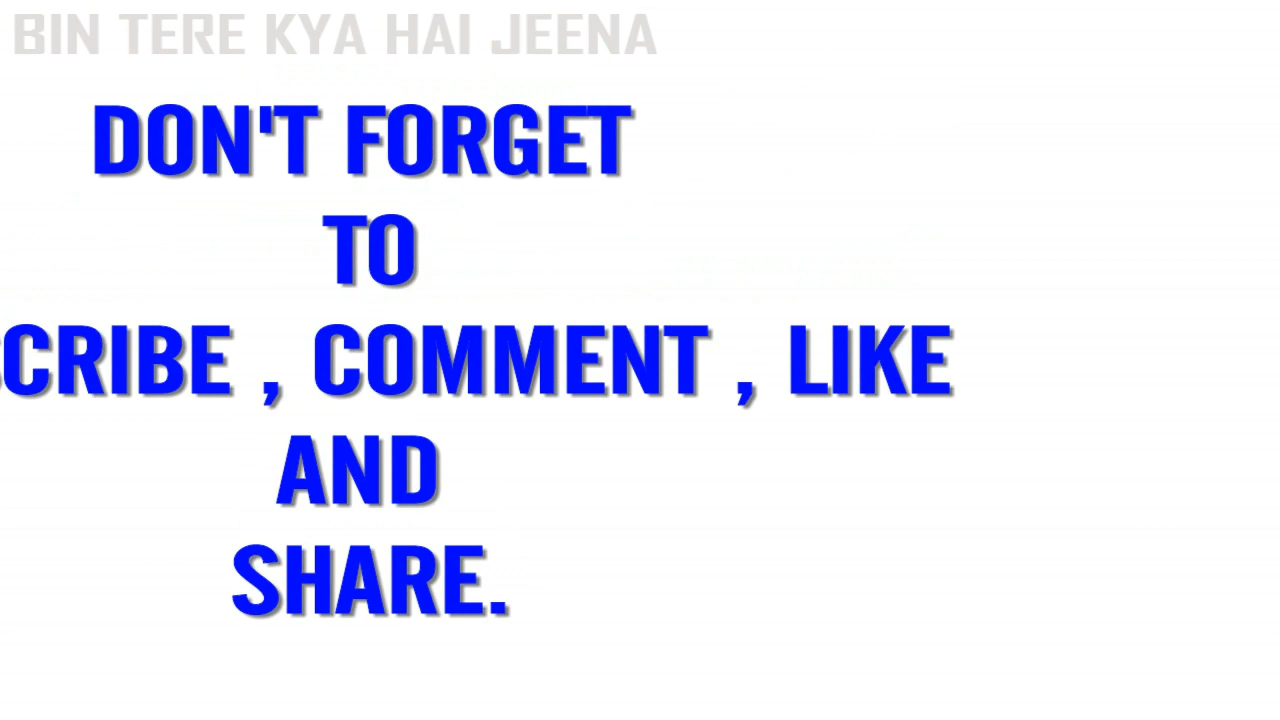 BIN TERE KYA HAI JEENA
DON'T FORGET
TO
CRIBE , COMMENT , LIKE
AND
SHARE.